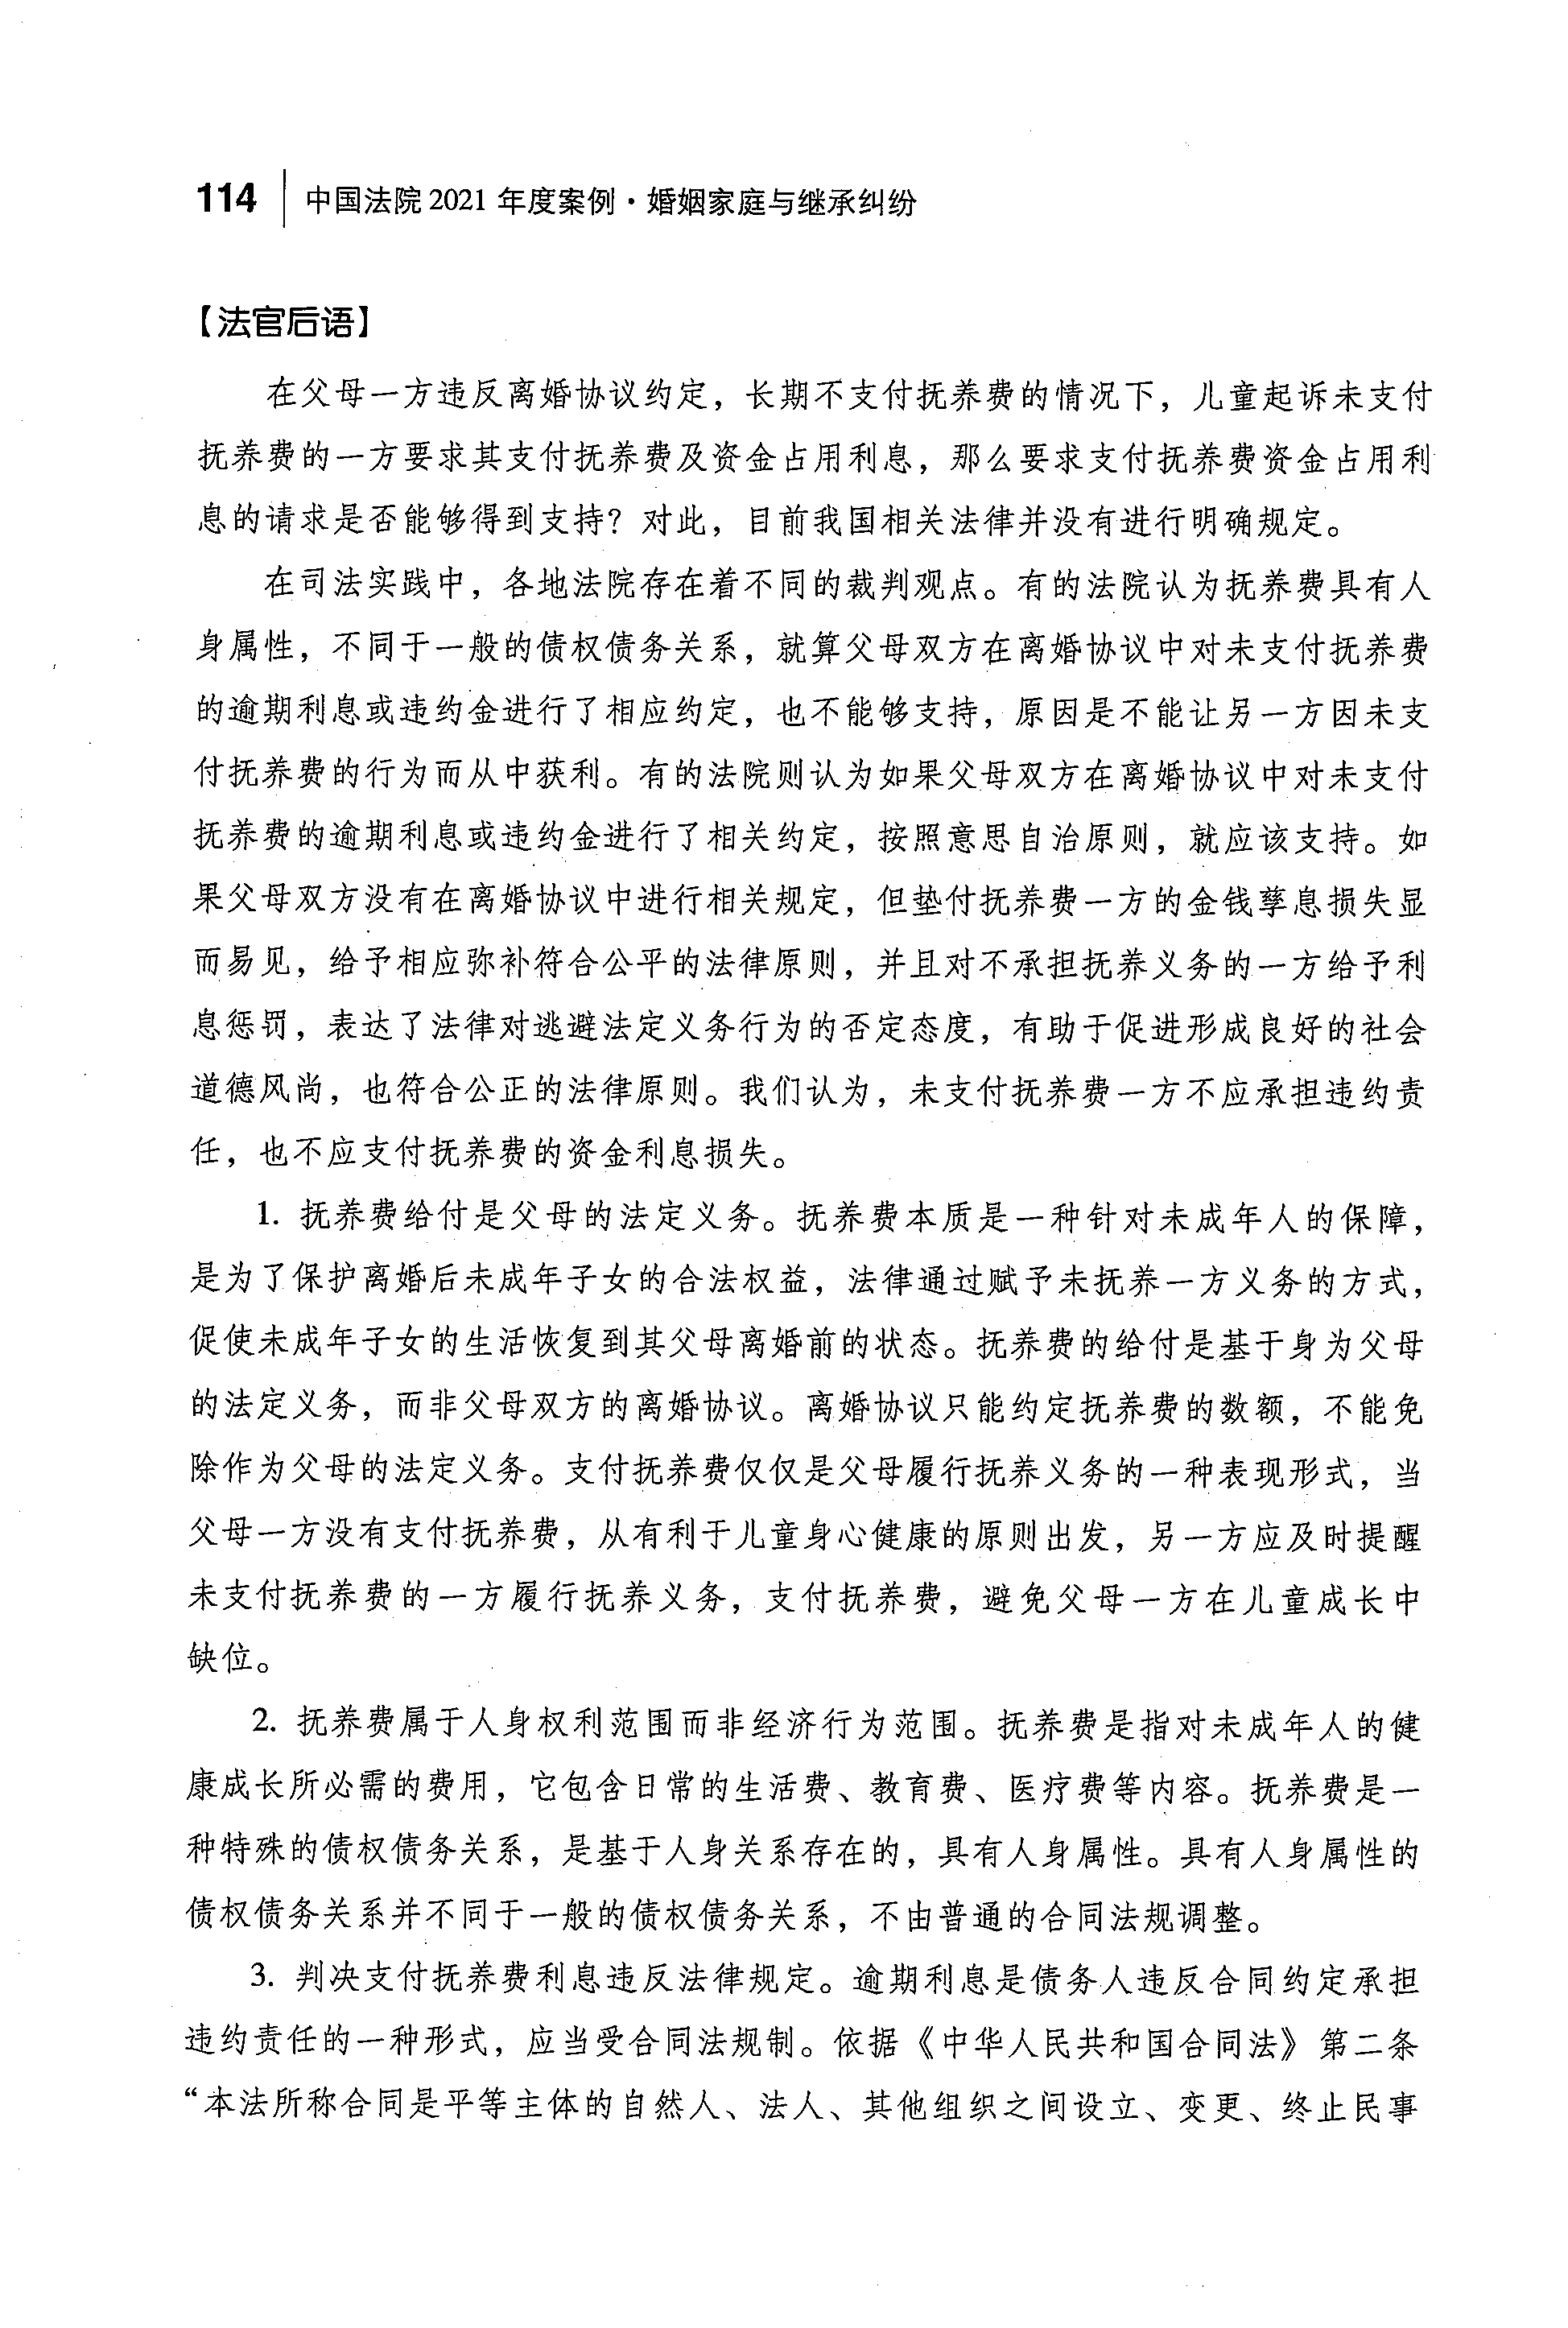 114 中国法院2021年度案例·婚姻家庭与继承纠纷
【法官后语】
在父母一方违反离婚协议约定，长期不支付抚养费的情况下，儿童起诉未支付
抚养费的一方要求其支付抚养费及资金占用利息，那么要求支付抚养费资金占用利
息的请求是否能够得到支持？对此，目前我国相关法律并没有进行明确规定。
在司法实践中，各地法院存在着不同的裁判观点。有的法院认为抚养费具有人
身属性，不同于一般的债权债务关系，就算父母双方在离婚协议中对未支付抚养费
的逾期利息或违约金进行了相应约定，也不能够支持，原因是不能让另一方因未支
付抚养费的行为而从中获利。有的法院则认为如果父母双方在离婚协议中对未支付
抚养费的逾期利息或违约金进行了相关约定，按照意思自治原则，就应该支持。如
果父母双方没有在离婚协议中进行相关规定，但垫付抚养费一方的金钱孳息损失显
而易见，给予相应弥补符合公平的法律原则，并且对不承担抚养义务的一方给予利
息惩罚，表达了法律对逃避法定义务行为的否定态度，有助于促进形成良好的社会
道德风尚，也符合公正的法律原则。我们认为，未支付抚养费一方不应承担违约责
任，也不应支付抚养费的资金利息损失。
1. 抚养费给付是父母的法定义务。抚养费本质是一种针对未成年人的保障，
是为了保护离婚后未成年子女的合法权益，法律通过赋予未抚养一方义务的方式，
促使未成年子女的生活恢复到其父母离婚前的状态。抚养费的给付是基于身为父母
的法定义务，而非父母双方的离婚协议。离婚协议只能约定抚养费的数额，不能免
除作为父母的法定义务。支付抚养费仅仅是父母履行抚养义务的一种表现形式，当
父母一方没有支付抚养费，从有利于儿童身心健康的原则出发，另一方应及时提醒
未支付抚养费的一方履行抚养义务，支付抚养费，避免父母一方在儿童成长中
缺位。
2. 抚养费属于人身权利范围而非经济行为范围。抚养费是指对未成年人的健
康成长所必需的费用，它包含日常的生活费、教育费、医疗费等内容。抚养费是一
种特殊的债权债务关系，是基于人身关系存在的，具有人身属性。具有人身属性的
债权债务关系并不同于一般的债权债务关系，不由普通的合同法规调整。
3. 判决支付抚养费利息违反法律规定。逾期利息是债务人违反合同约定承担
违约责任的一种形式，应当受合同法规制。依据《中华人民共和国合同法》第二条
“本法所称合同是平等主体的自然人、法人、其他组织之间设立、变更、终止民事